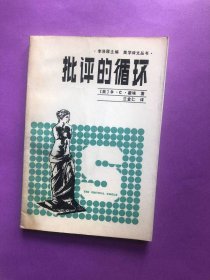 ·李泽厚主编 美学译文丛书·
批评的循环
〔美〕 D·C·霍埃 著
兰金仁 译
THE CRITICAL CIRCLE